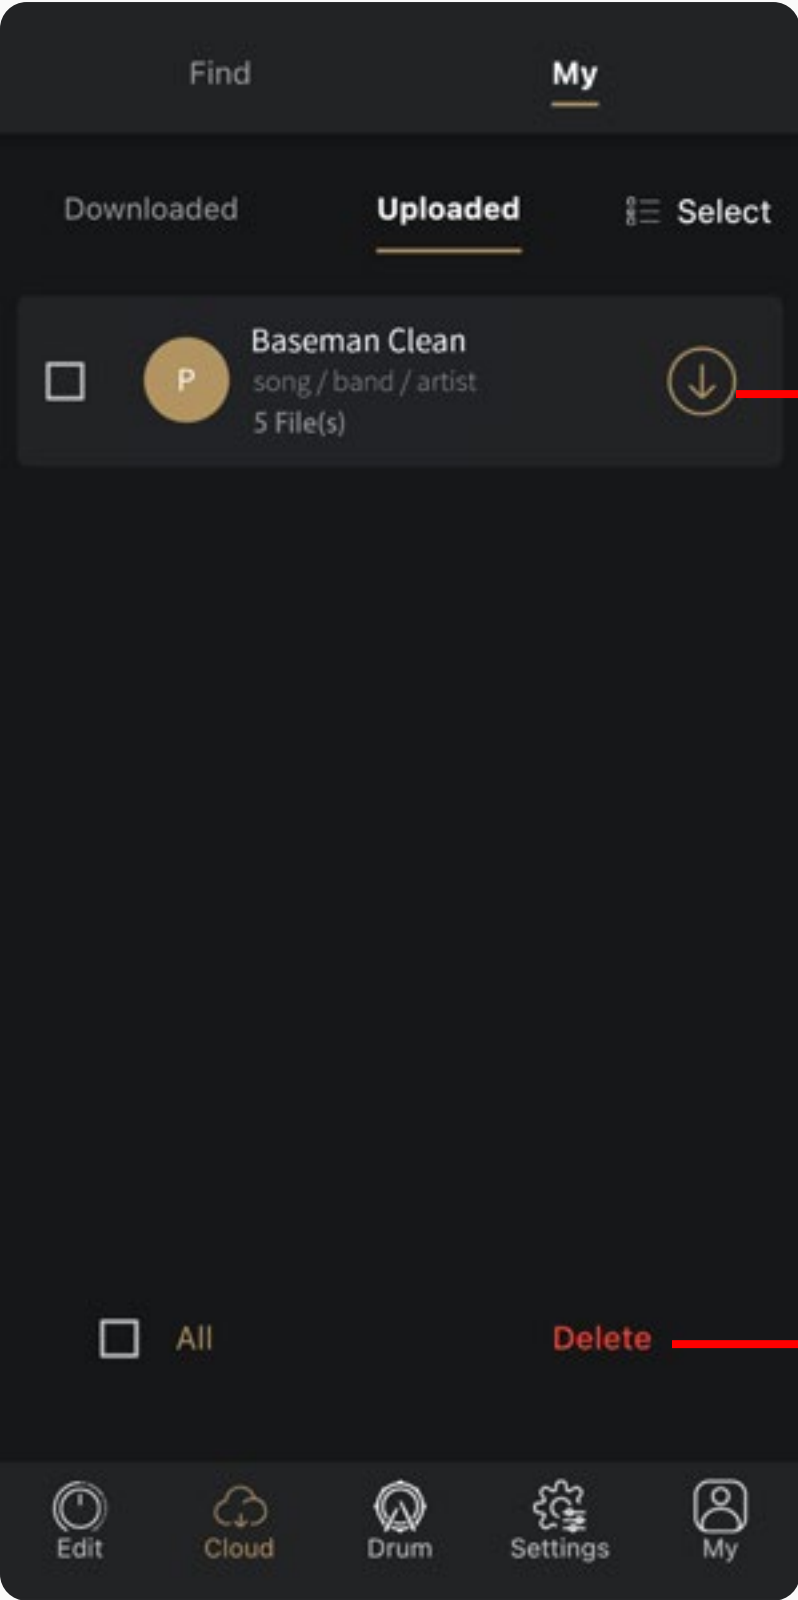 Find My
Downloaded Uploaded Select
P
Baseman Clean
song / band / artist
5 File(s)
All Delete
Edit Cloud Drum Settings My